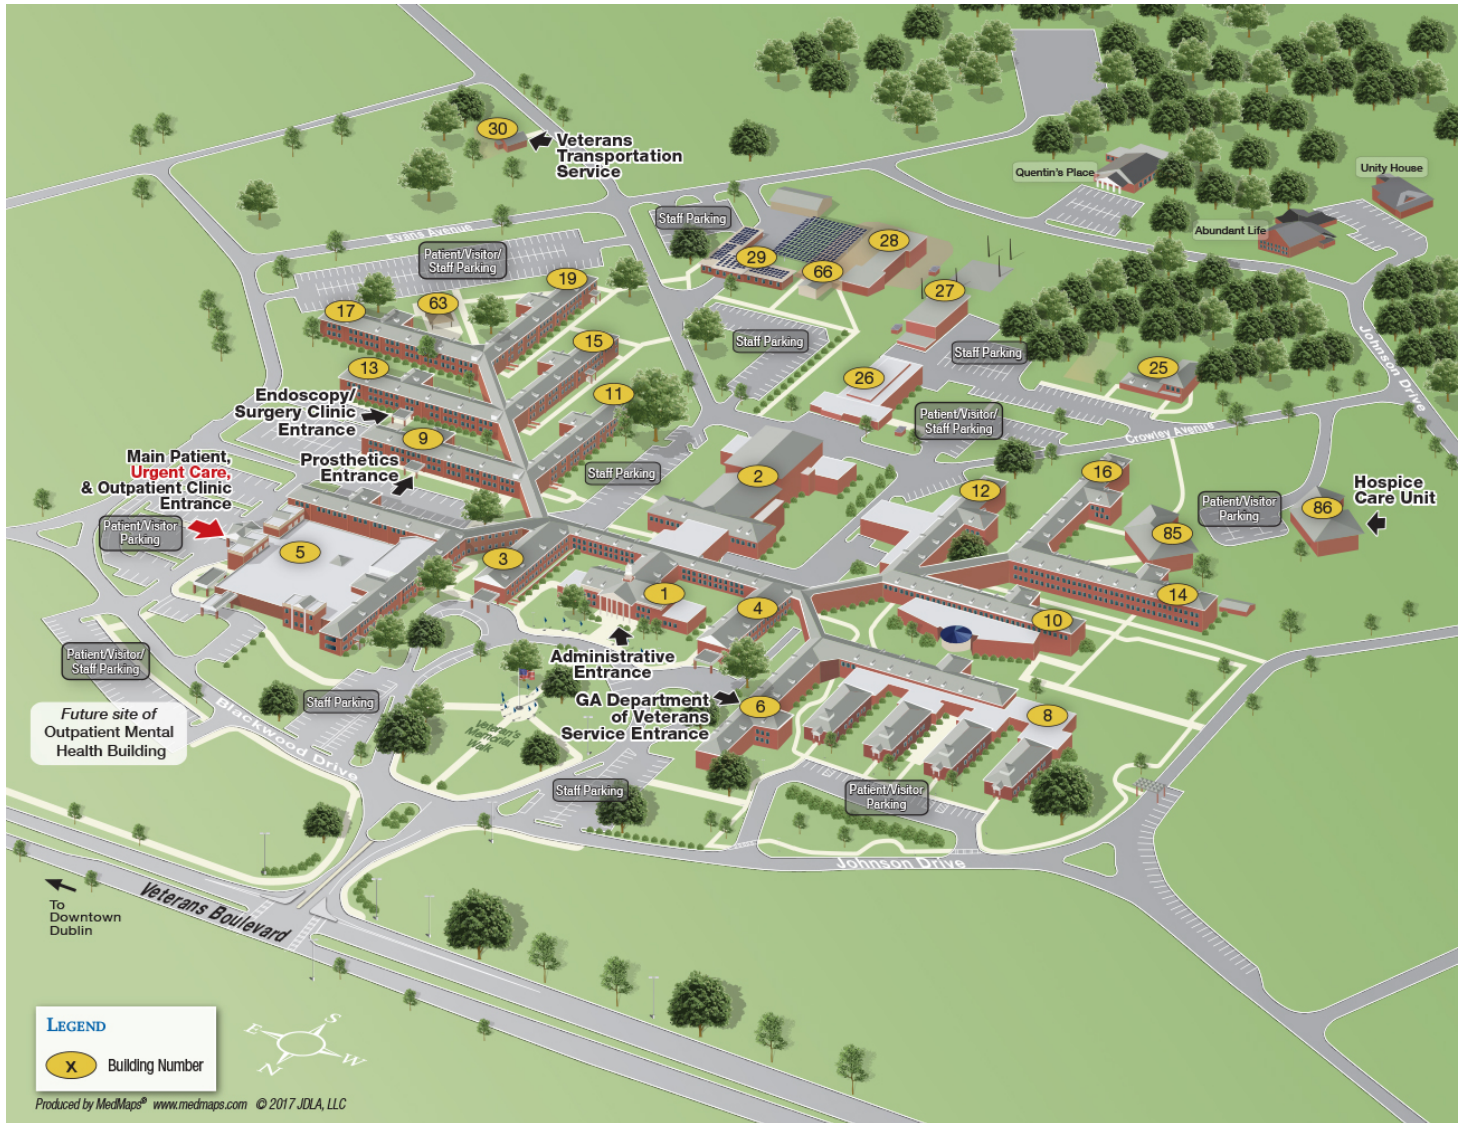 30
Veterans
Transportation
Service
Quentin's Place
Unity House
Abundant Life
Staff Parking
Evans Avenue
Patient/Visitor/
Staff Parking
29
28
66
27
19
63
17
Staff Parking
Staff Parking
Johnson Drive
15
13
26
25
11
Endoscopy/
Surgery Clinic
Entrance
Patient/Visitor/
Staff Parking
Crowley Avenue
9
Prosthetics
Entrance
Main Patient,
Urgent Care,
& Outpatient Clinic
Entrance
Staff Parking
2
16
12
Hospice
Care Unit
Patient/Visitor
Parking
86
Patient/Visitor
Parking
85
5
3
1
4
14
10
Administrative
Entrance
Patient/Visitor/
Staff Parking
GA Department
of Veterans
Service Entrance
6
8
Staff Parking
Veteran's
Memorial
Walk
Future site of
Outpatient Mental
Health Building
Blackwood Drive
Staff Parking
Patient/Visitor
Parking
Johnson Drive
To
Downtown
Dublin
Veterans Boulevard
LEGEND
X Building Number
E
S
N
W
Produced by MedMaps® www.medmaps.com © 2017 JDLA, LLC